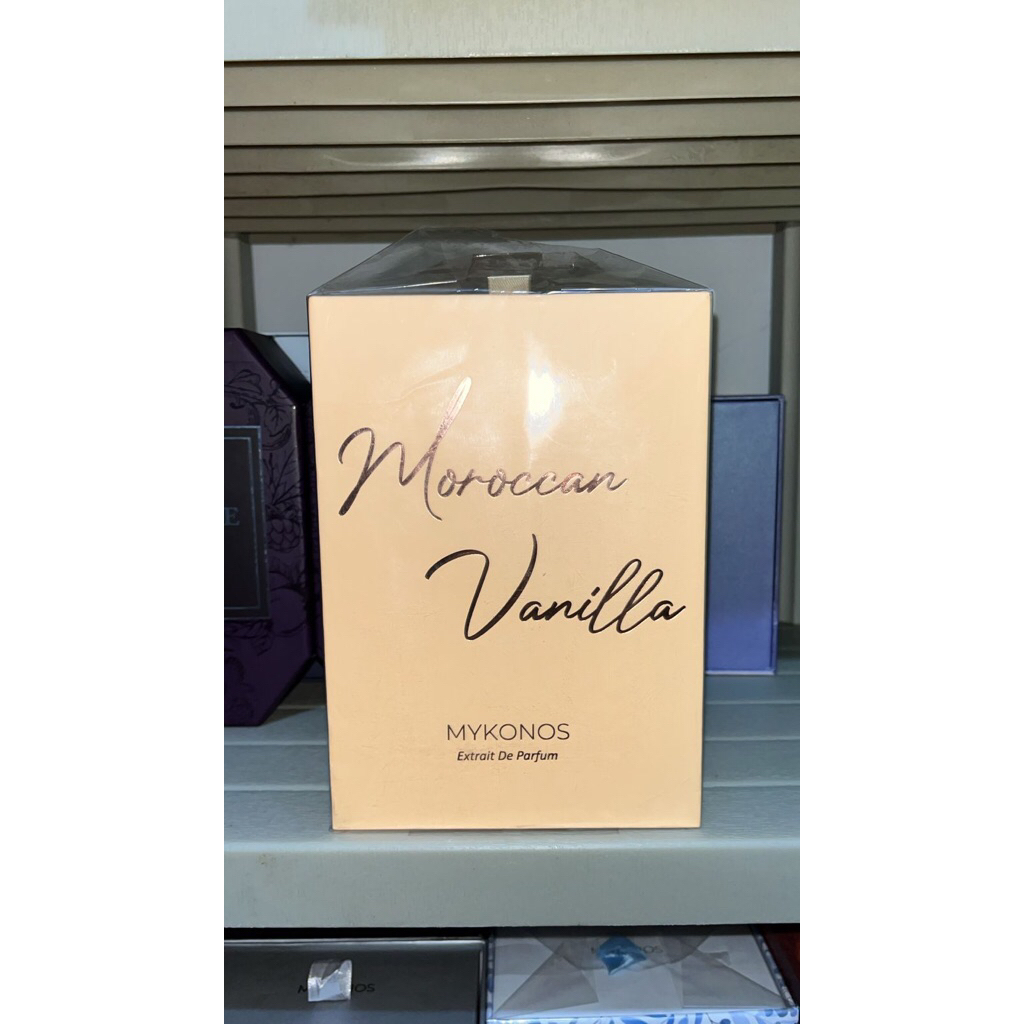 Moroccan
Vanilla
MYKONOS
Extrait De Parfum